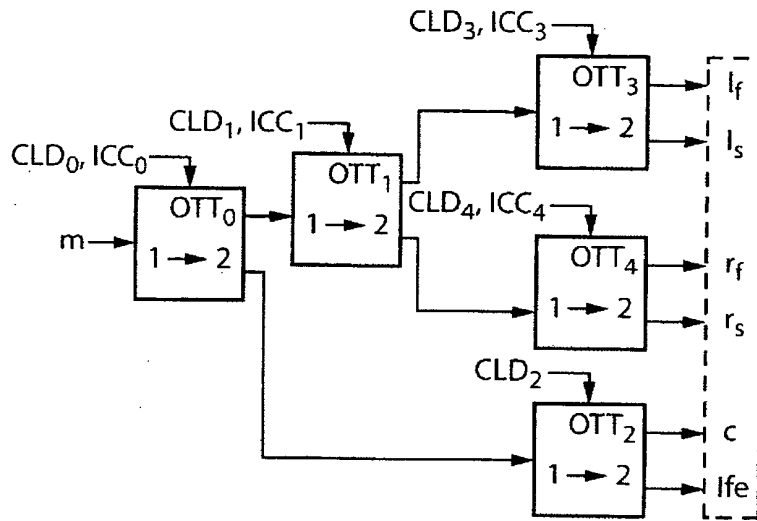 CLD3, ICC3
OTT3
1 → 2
lf
ls
CLD1, ICC1
OTT1
1 → 2
CLD0, ICC0
OTT0
1 → 2
m
CLD4, ICC4
OTT4
1 → 2
rf
rs
CLD2
OTT2
1 → 2
c
lfe